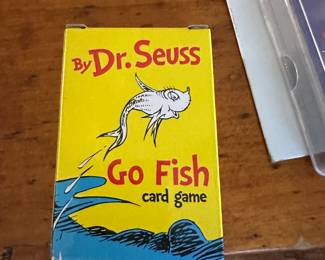 By Dr. Seuss
Go Fish
card game